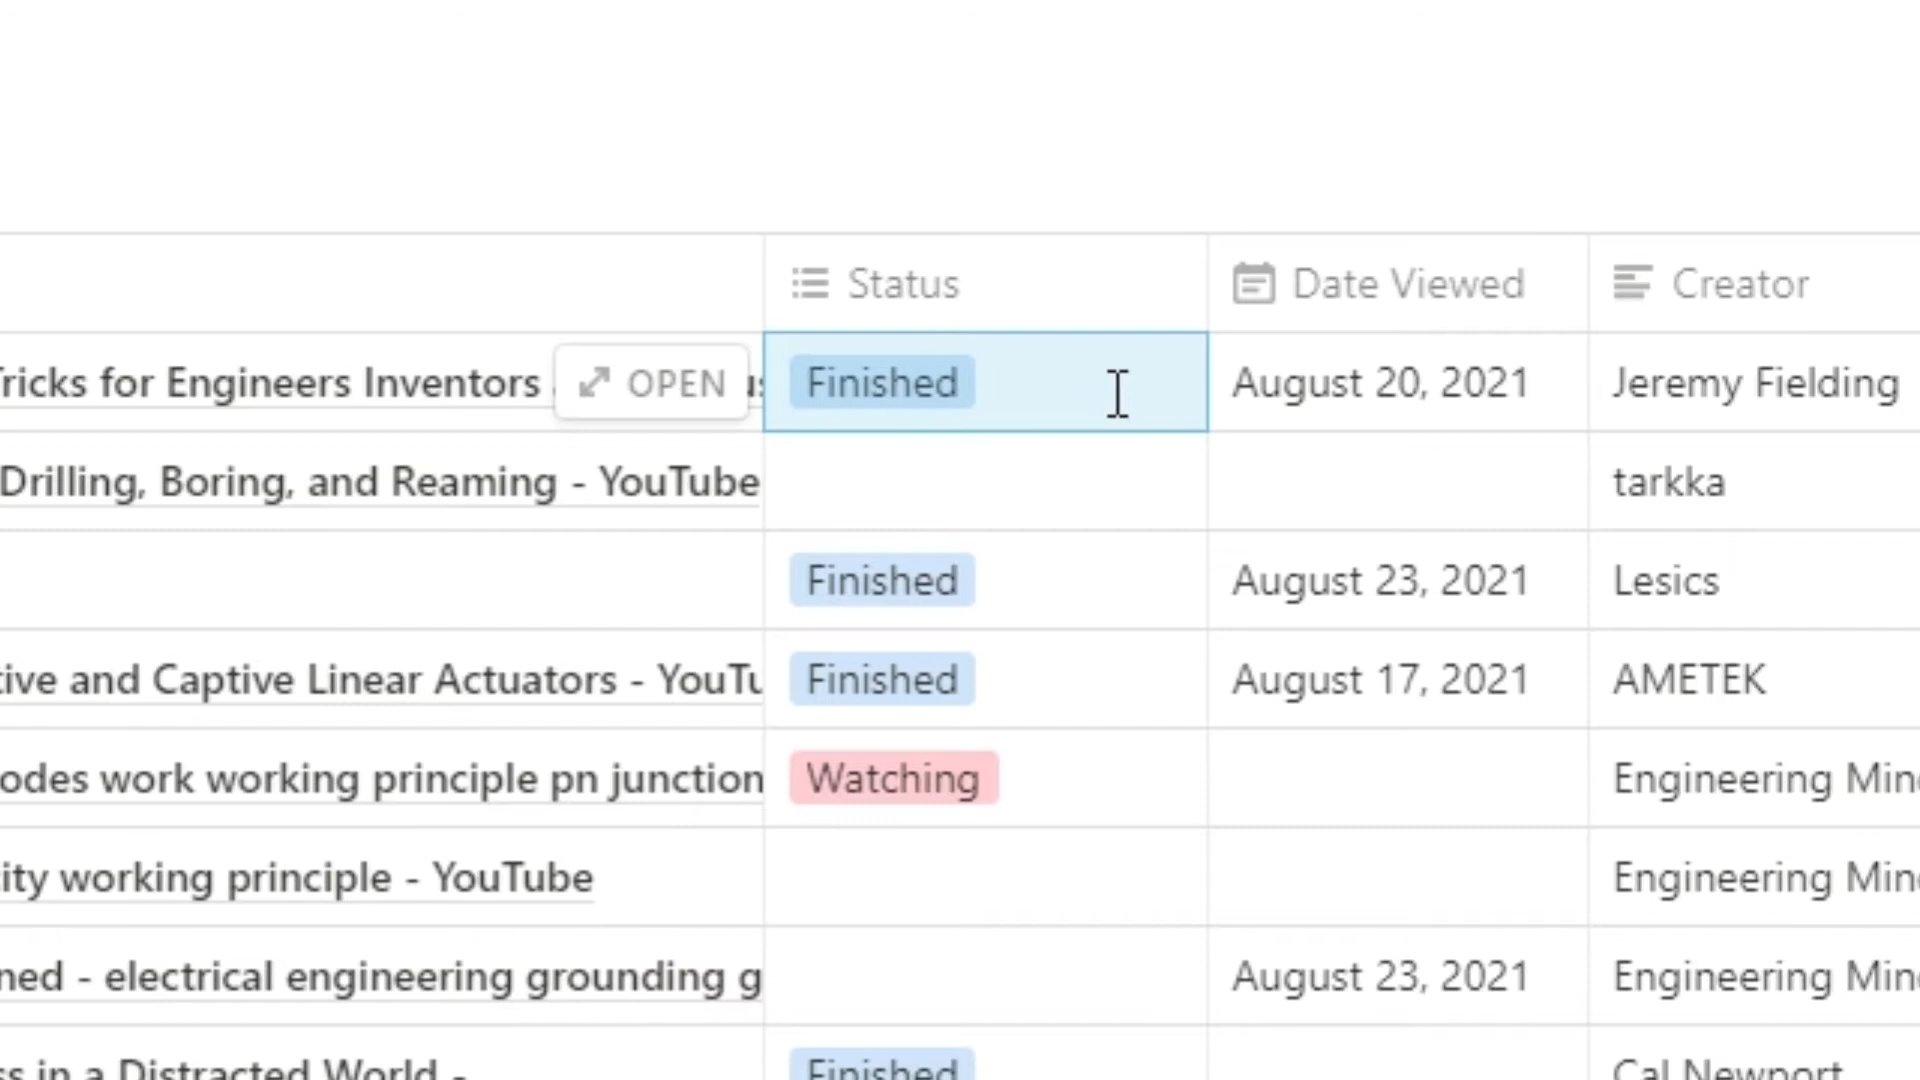 Status Date Viewed Creator
Tricks for Engineers Inventors OPEN Finished August 20, 2021 Jeremy Fielding
Drilling, Boring, and Reaming - YouTube tarkka
Finished August 23, 2021 Lesics
tive and Captive Linear Actuators - YouTu Finished August 17, 2021 AMETEK
odes work working principle pn junction Watching Engineering Min
ity working principle - YouTube Engineering Min
ned - electrical engineering grounding g August 23, 2021 Engineering Min
ss in a Distracted World - Finished Cal Newport